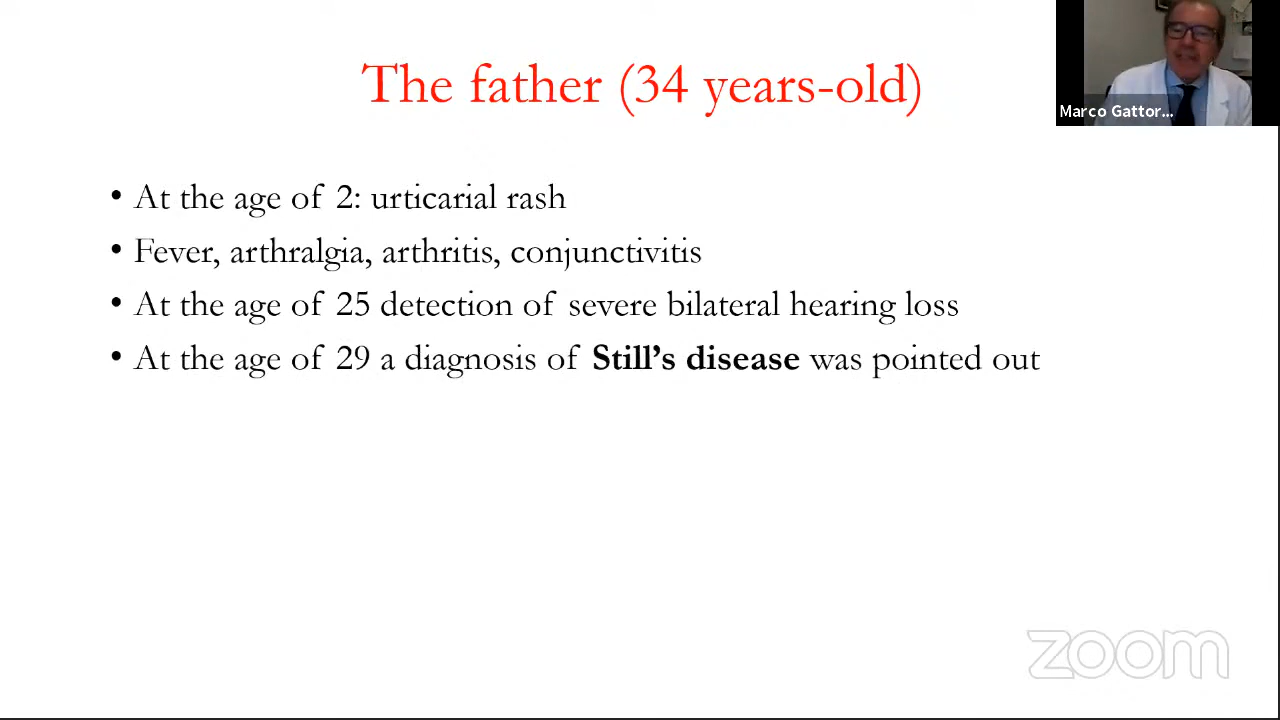 The father (34 years-old)
Marco Gattor...
• At the age of 2: urticarial rash
• Fever, arthralgia, arthritis, conjunctivitis
• At the age of 25 detection of severe bilateral hearing loss
• At the age of 29 a diagnosis of Still’s disease was pointed out
zoom